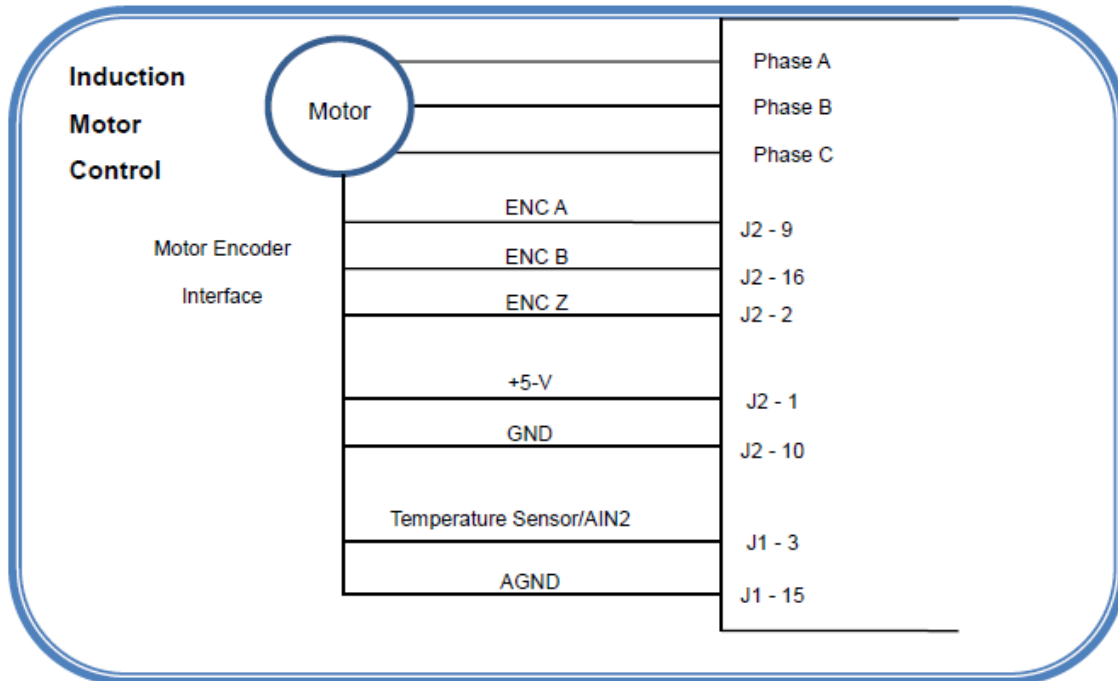 Induction
Motor
Control
Motor
Phase A
Phase B
Phase C
Motor Encoder
Interface
ENC A
J2 - 9
ENC B
J2 - 16
ENC Z
J2 - 2
+5-V
J2 - 1
GND
J2 - 10
Temperature Sensor/AIN2
J1 - 3
AGND
J1 - 15